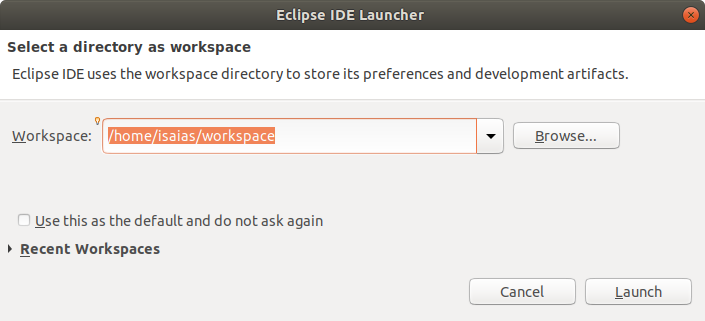 Eclipse IDE Launcher
Select a directory as workspace
Eclipse IDE uses the workspace directory to store its preferences and development artifacts.
Workspace: /home/isaias/workspace Browse...
Use this as the default and do not ask again
Recent Workspaces
Cancel Launch